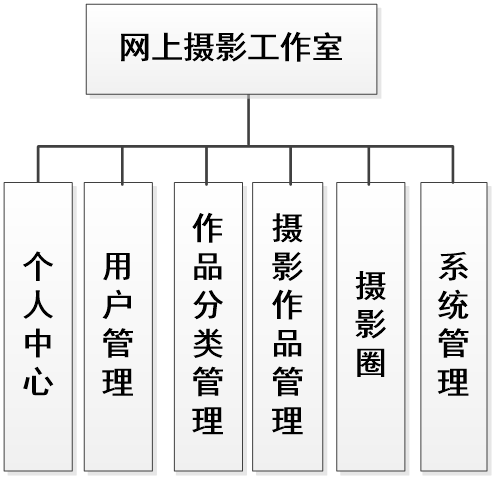 网上摄影工作室
个人中心
用户管理
作品分类管理
摄影作品管理
摄影圈
系统管理